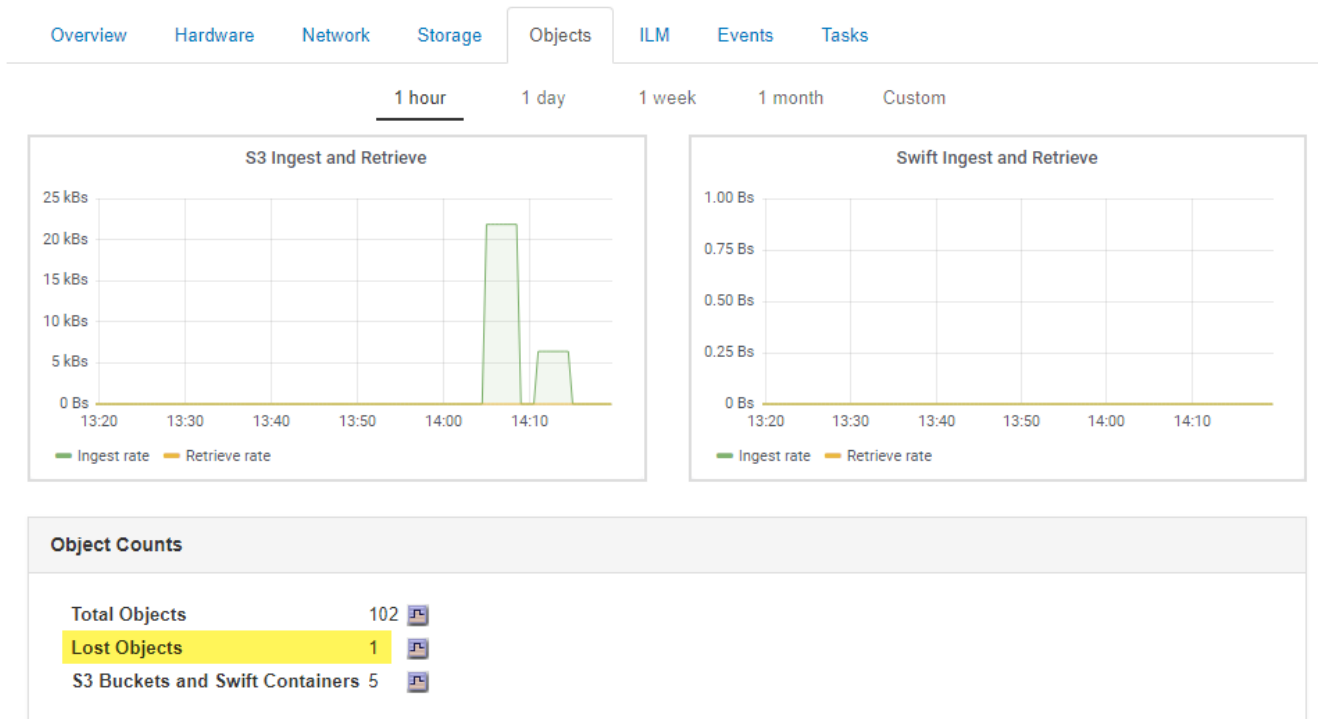 Overview Hardware Network Storage Objects ILM Events Tasks
1 hour 1 day 1 week 1 month Custom
S3 Ingest and Retrieve
25 kBs
20 kBs
15 kBs
10 kBs
5 kBs
0 Bs
13:20 13:30 13:40 13:50 14:00 14:10
Ingest rate Retrieve rate
Swift Ingest and Retrieve
1.00 Bs
0.75 Bs
0.50 Bs
0.25 Bs
0 Bs
13:20 13:30 13:40 13:50 14:00 14:10
Ingest rate Retrieve rate
Object Counts
Total Objects 102
Lost Objects 1
S3 Buckets and Swift Containers 5